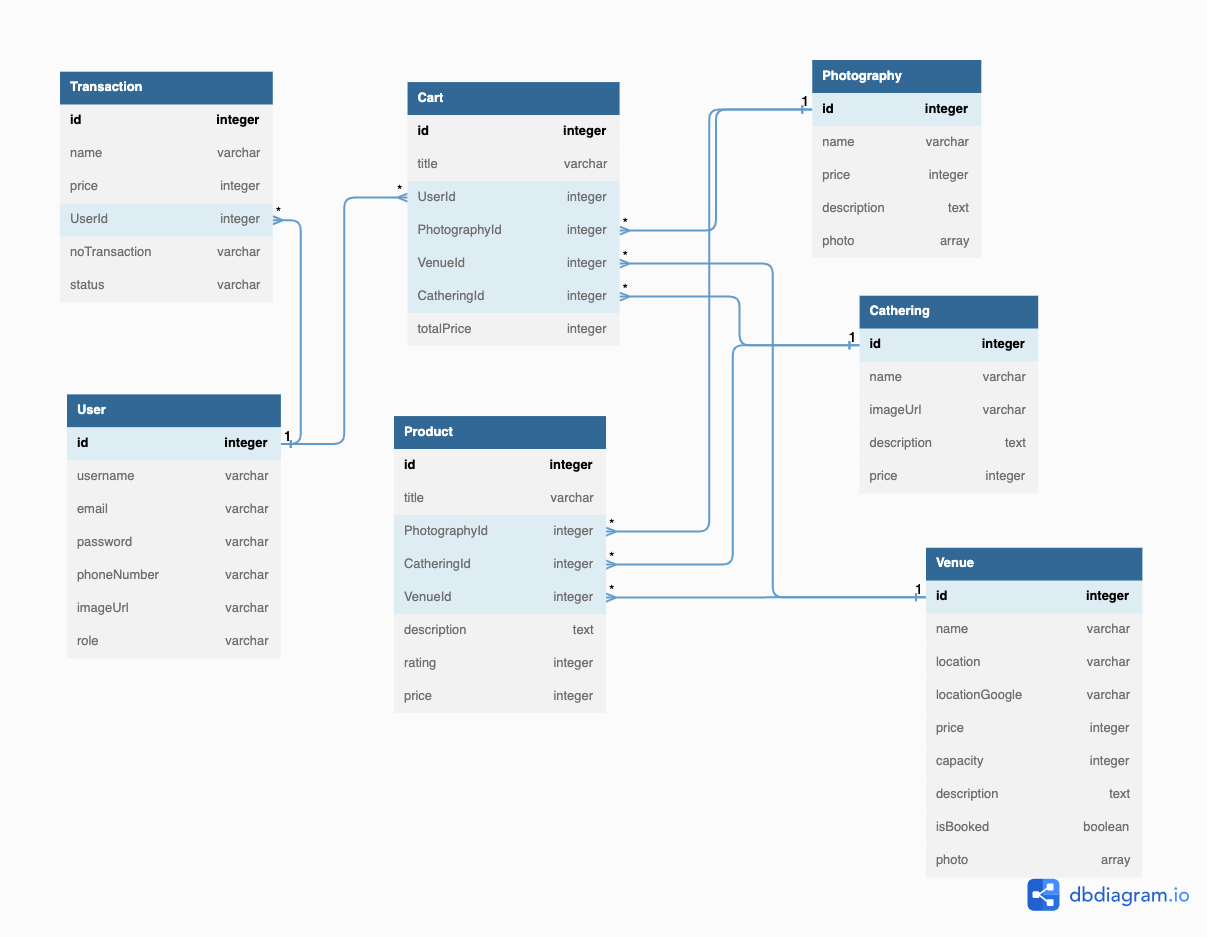 Transaction
id integer
name varchar
price integer
UserId integer
noTransaction varchar
status varchar
*
User
id integer
1
username varchar
email varchar
password varchar
phoneNumber varchar
imageUrl varchar
role varchar
Cart
id integer
title varchar
*
UserId integer
PhotographyId integer
*
VenueId integer
*
CatheringId integer
*
totalPrice integer
Product
id integer
title varchar
PhotographyId integer
*
CatheringId integer
*
VenueId integer
*
description text
rating integer
price integer
Photography
1
id integer
name varchar
price integer
description text
photo array
Cathering
1
id integer
name varchar
imageUrl varchar
description text
price integer
Venue
1
id integer
name varchar
location varchar
locationGoogle varchar
price integer
capacity integer
description text
isBooked boolean
photo array
dbdiagram.io